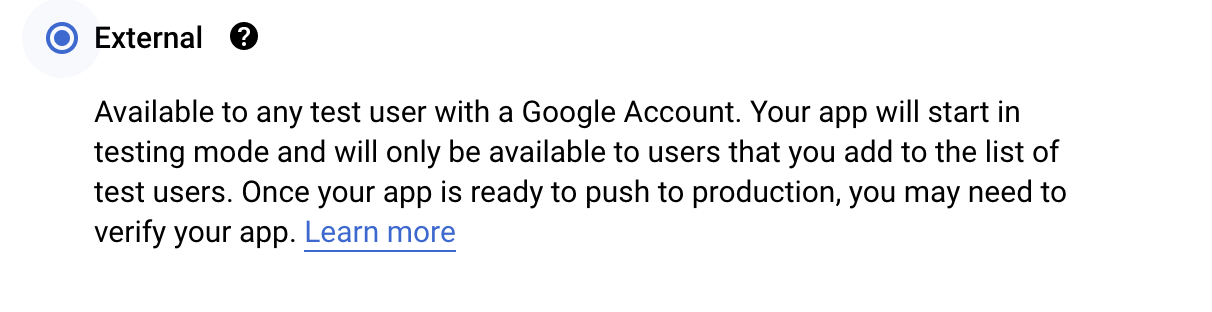 External ?
Available to any test user with a Google Account. Your app will start in
testing mode and will only be available to users that you add to the list of
test users. Once your app is ready to push to production, you may need to
verify your app. Learn more